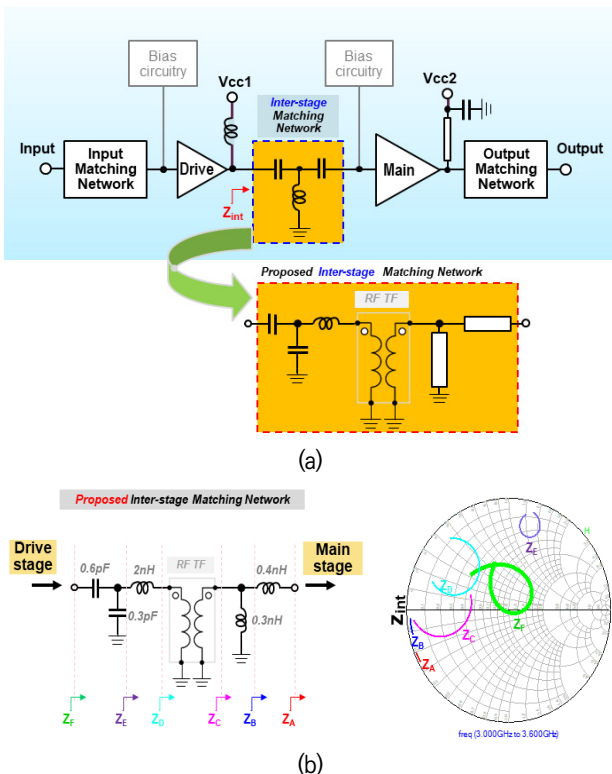 Bias
circuitry
Bias
circuitry
Vcc1
Vcc2
Inter-stage
Matching
Network
Input
Input
Matching
Network
Drive
Main
Output
Matching
Network
Output
Zint
Proposed Inter-stage Matching Network
RF TF
(a)
Proposed Inter-stage Matching Network
Drive
stage
Main
stage
0.6pF
2nH
RF TF
0.4nH
0.3pF
0.3nH
ZF
ZE
ZB
ZC
ZB
ZA
ZE
H
ZD
ZF
Zint
ZB
ZC
ZA
freq (3.000GHz to 3.600GHz)
(b)